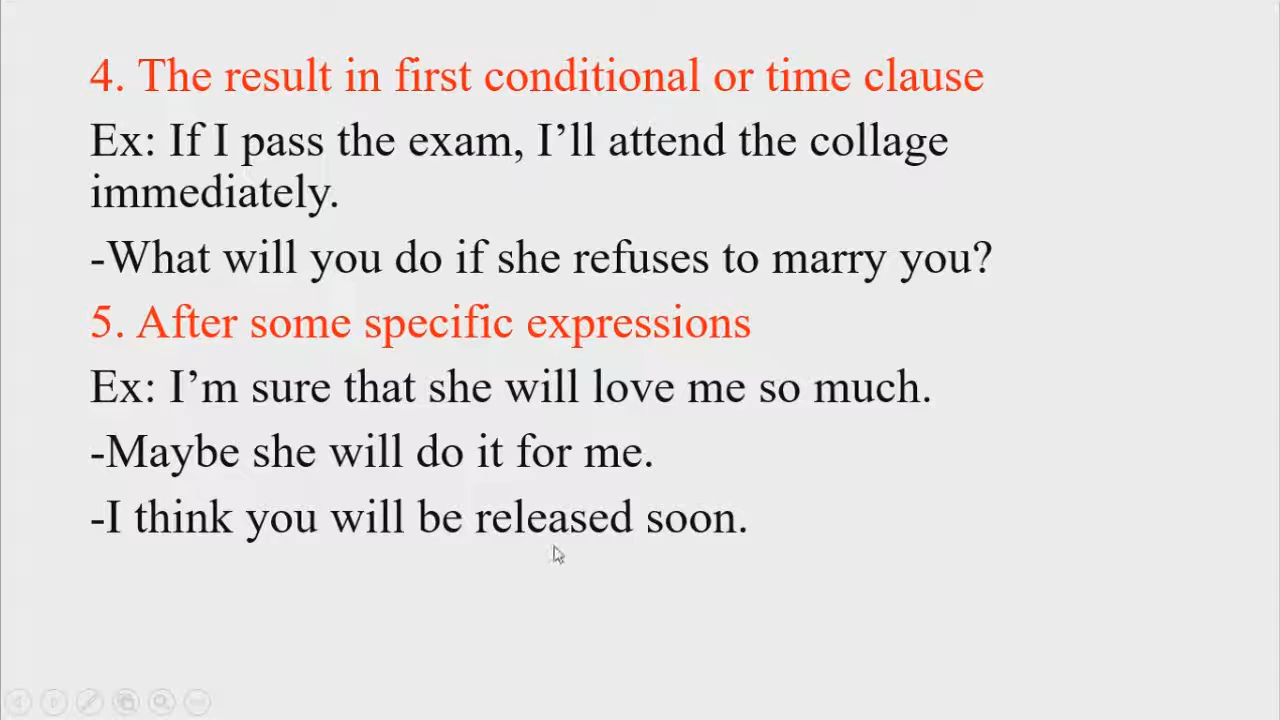 4. The result in first conditional or time clause
Ex: If I pass the exam, I’ll attend the collage
immediately.
-What will you do if she refuses to marry you?
5. After some specific expressions
Ex: I’m sure that she will love me so much.
-Maybe she will do it for me.
-I think you will be released soon.